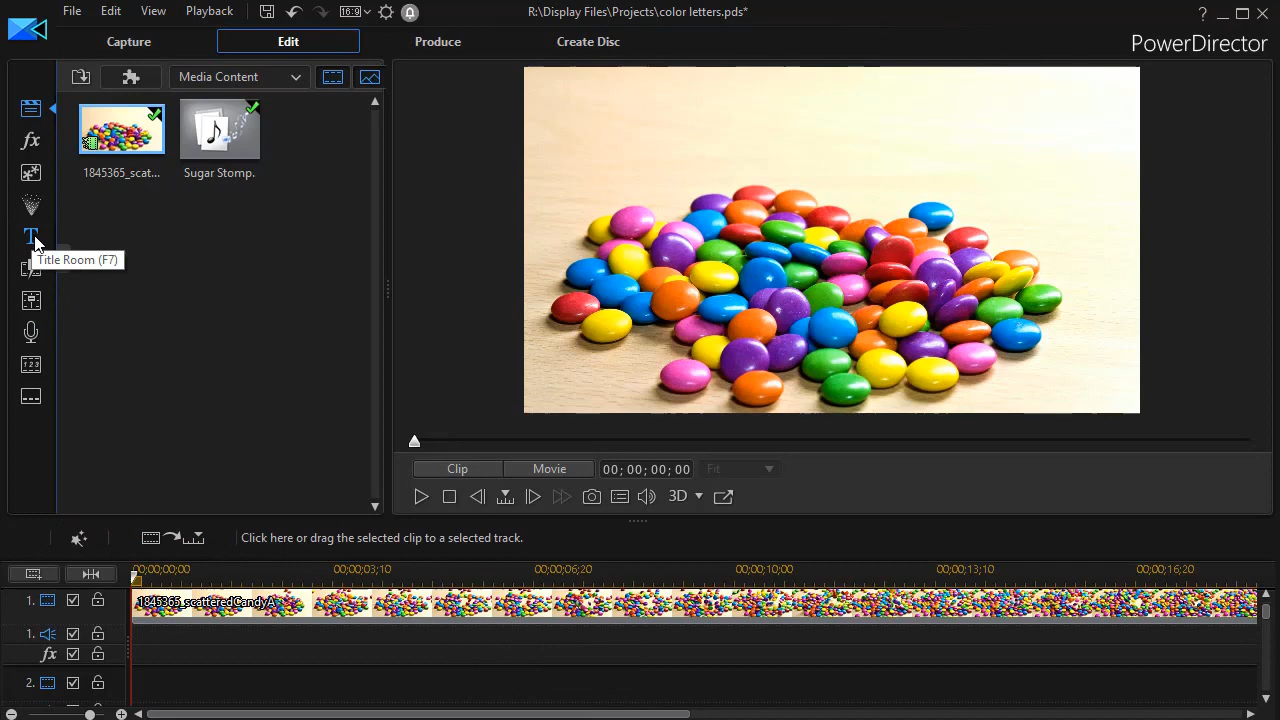 File Edit View Playback 16:9 R:\Display Files\Projects\color letters.pds* ?
Capture Edit Produce Create Disc PowerDirector
Media Content
fx
1845365_scat... Sugar Stomp.
T
Title Room (F7)
Clip Movie 00; 00; 00; 00 Fit
3D
Click here or drag the selected clip to a selected track.
00;00;00;00 00;00;03;10 00;00;06;20 00;00;10;00 00;00;13;10 00;00;16;20
1. 1845365_scatteredCandyA
1.
fx
2.